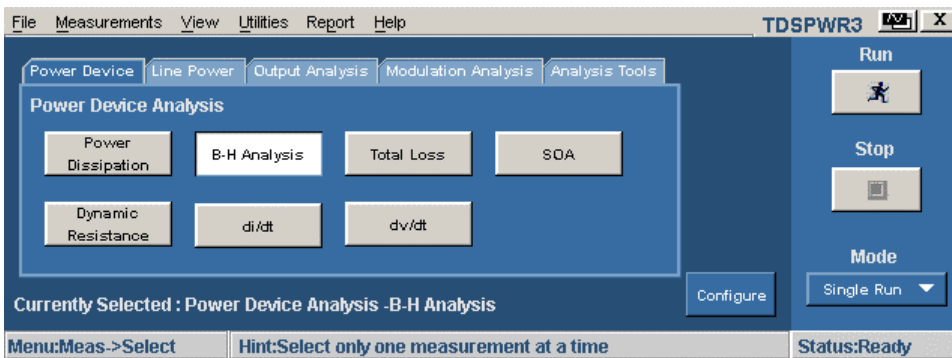 File Measurements View Utilities Report Help TDSPWR3 X
Power Device Line Power Output Analysis Modulation Analysis Analysis Tools
Run
Power Device Analysis
Power Dissipation
B-H Analysis
Total Loss
SOA
Stop
Dynamic Resistance
di/dt
dv/dt
Mode
Single Run
Configure
Currently Selected : Power Device Analysis -B-H Analysis
Menu:Meas->Select Hint:Select only one measurement at a time Status:Ready